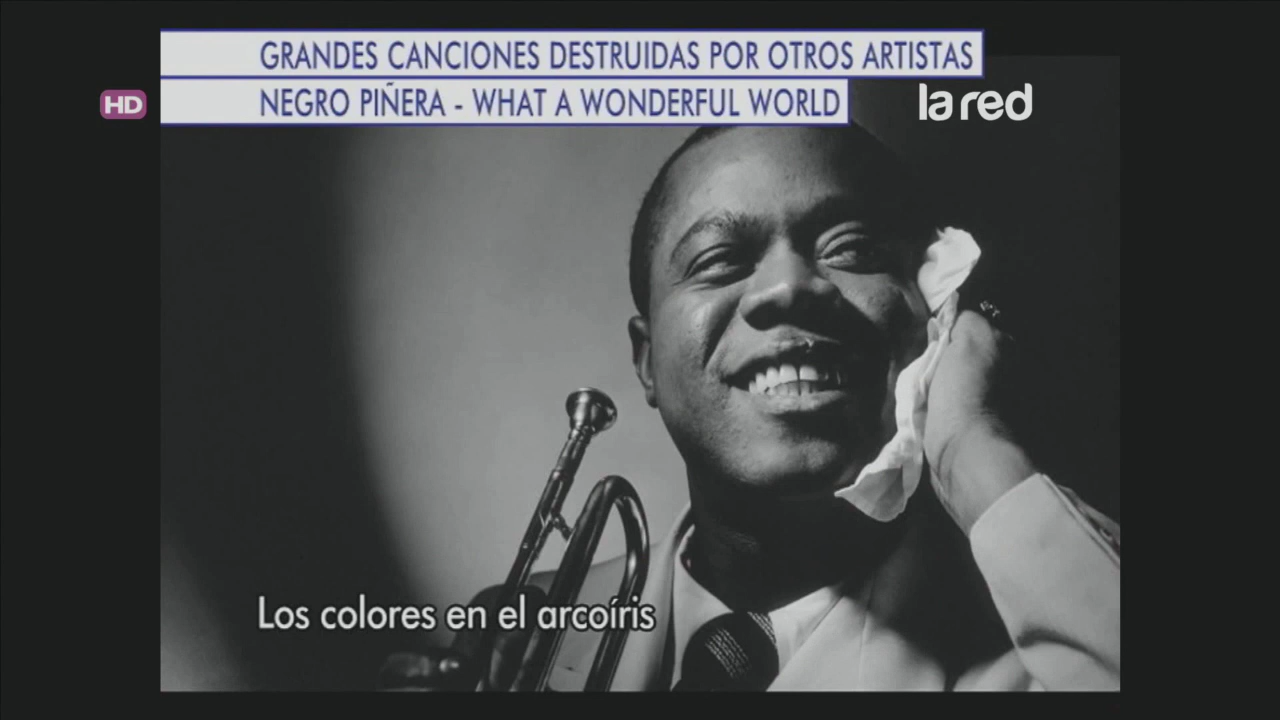 GRANDES CANCIONES DESTRUIDAS POR OTROS ARTISTAS
HD
NEGRO PIÑERA - WHAT A WONDERFUL WORLD
la red
Los colores en el arcoíris